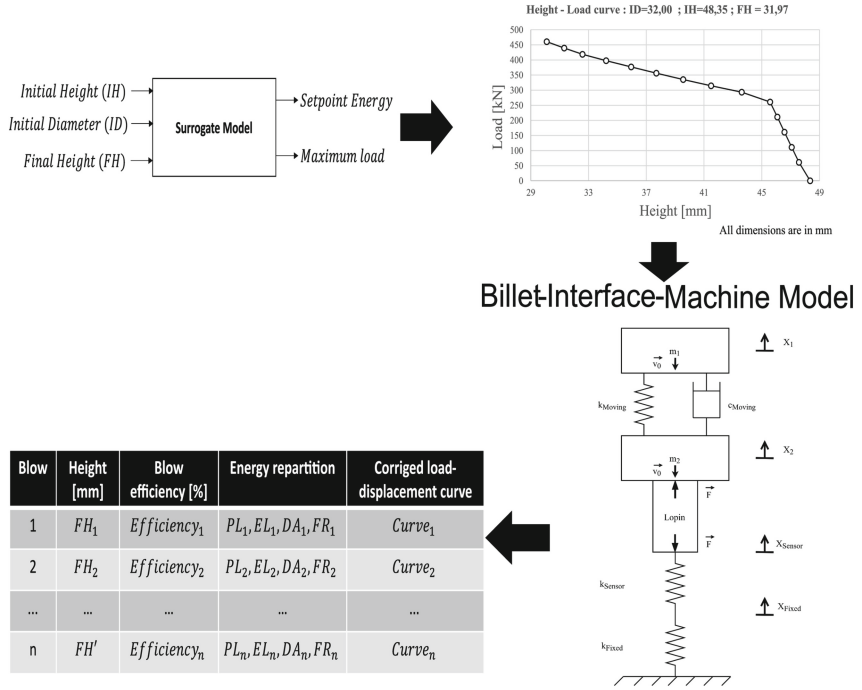 Initial Height (IH)
Initial Diameter (ID)
Final Height (FH)
Surrogate Model
Setpoint Energy
Maximum load
Height - Load curve : ID=32,00 ; IH=48,35 ; FH = 31,97
Load [kN]
500
450
400
350
300
250
200
150
100
50
0
29 33 37 41 45 49
Height [mm]
All dimensions are in mm
Billet-Interface-Machine Model
X1
m1
v0
kMoving
cMoving
X2
m2
v0
F
Lopin
F
XSensor
kSensor
XFixed
kFixed
Blow Height [mm] Blow efficiency [%] Energy repartition Corriged load-displacement curve
1 FH1 Efficiency1 PL1, EL1, DA1, FR1 Curve1
2 FH2 Efficiency2 PL2, EL2, DA2, FR2 Curve2
... ... ... ... ...
n FH' Efficiencyn PLn, ELn, DAn, FRn Curven